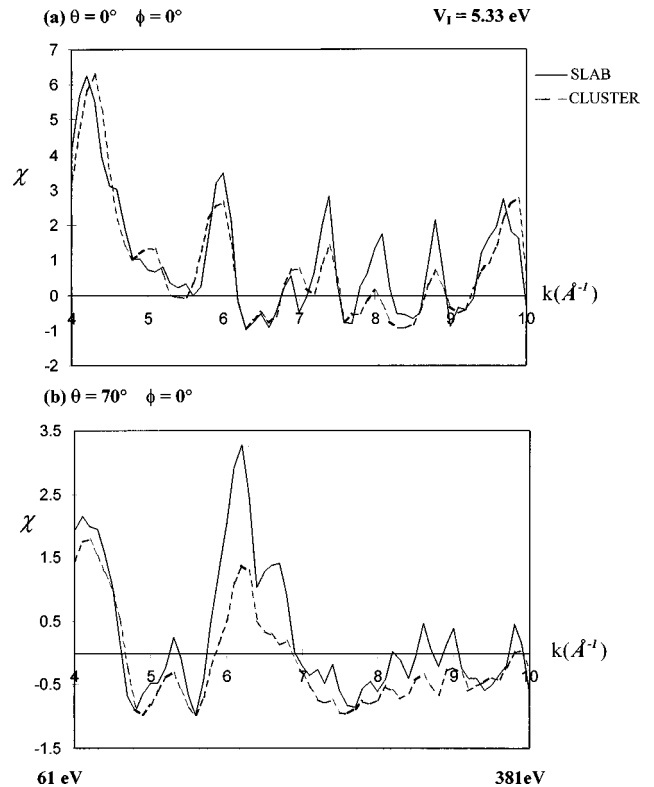 (a) θ = 0° ϕ = 0° V_I = 5.33 eV
7
6
5
4
3
2
1
0
-1
-2
χ
SLAB
CLUSTER
k(Å⁻¹)
4 5 6 7 8 9 10
(b) θ = 70° ϕ = 0°
3.5
2.5
1.5
0.5
-0.5
-1.5
χ
k(Å⁻¹)
4 5 6 7 8 9 10
61 eV 381eV